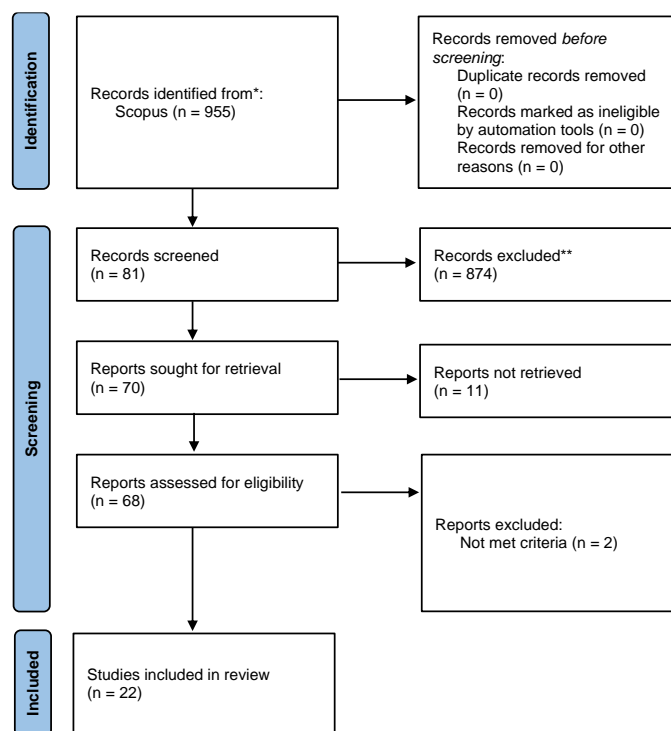 Identification
Records identified from*:
Scopus (n = 955)
Records removed before
screening:
Duplicate records removed
(n = 0)
Records marked as ineligible
by automation tools (n = 0)
Records removed for other
reasons (n = 0)
Screening
Records screened
(n = 81)
Records excluded**
(n = 874)
Reports sought for retrieval
(n = 70)
Reports not retrieved
(n = 11)
Reports assessed for eligibility
(n = 68)
Reports excluded:
Not met criteria (n = 2)
Included
Studies included in review
(n = 22)